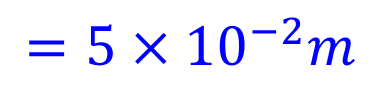 = 5 × 10⁻²m